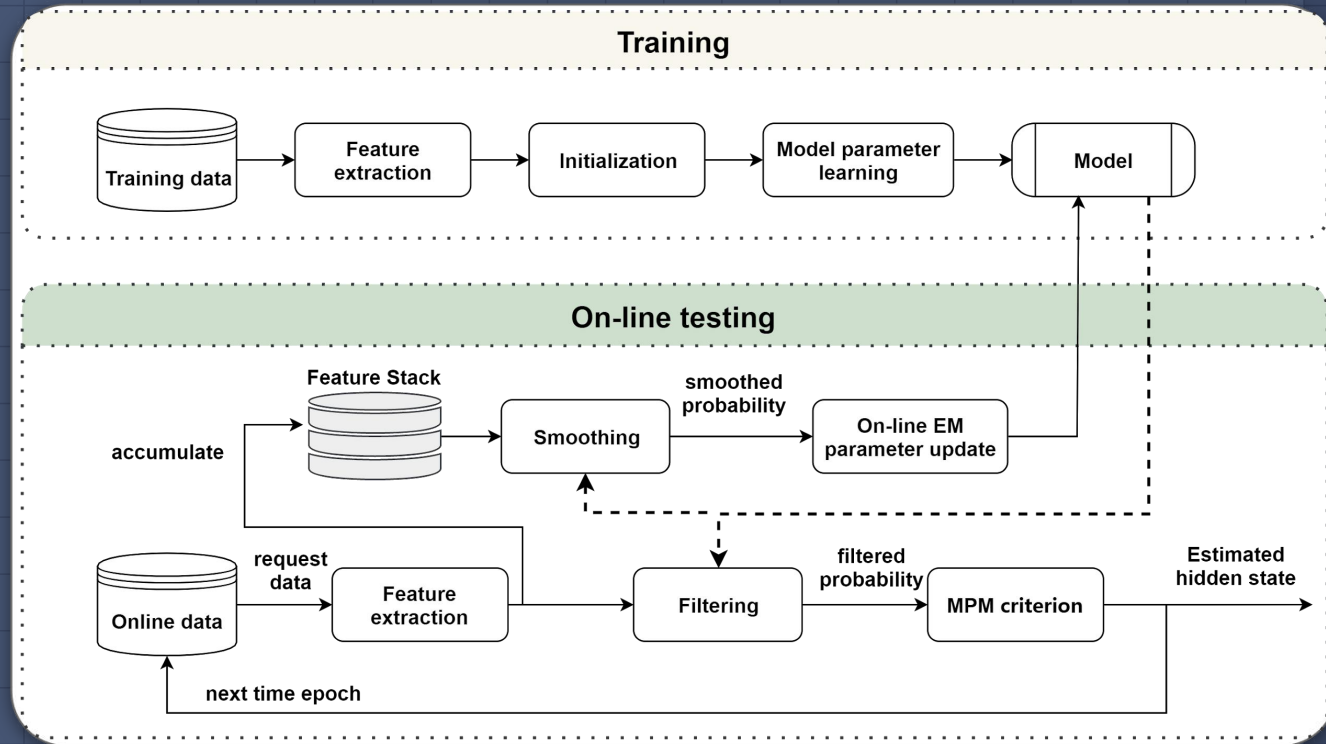 Training
Training data
Feature
extraction
Initialization
Model parameter
learning
Model
On-line testing
Feature Stack
accumulate
Smoothing
smoothed
probability
On-line EM
parameter update
Online data
request
data
Feature
extraction
Filtering
filtered
probability
MPM criterion
Estimated
hidden state
next time epoch